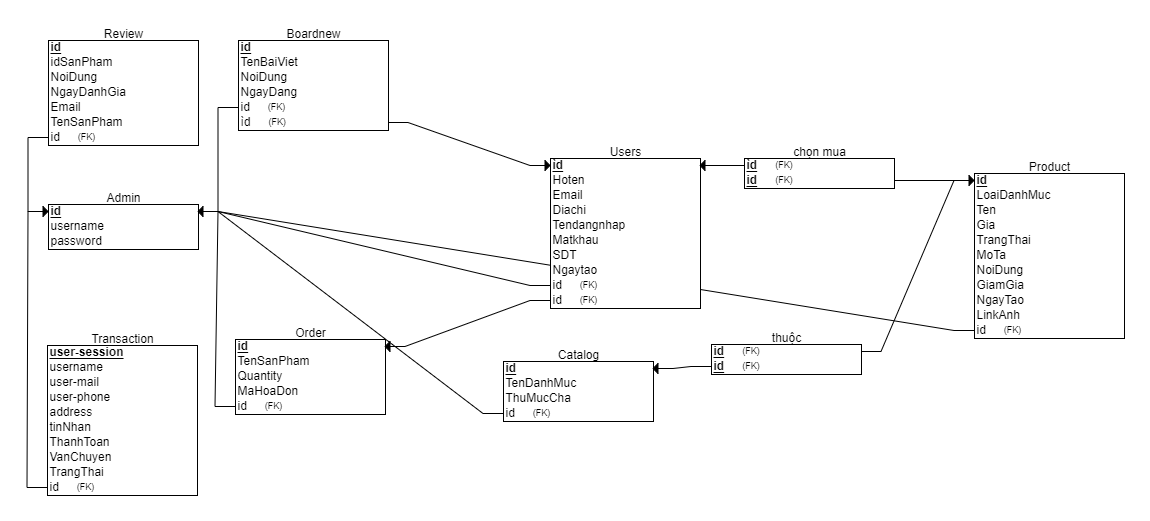 Review
id
idSanPham
NoiDung
NgayDanhGia
Email
TenSanPham
id (FK)
Boardnew
id
TenBaiViet
NoiDung
NgayDang
id (FK)
id (FK)
Users
id
Hoten
Email
Diachi
Tendangnhap
Matkhau
SDT
Ngaytao
id (FK)
id (FK)
chọn mua
id (FK)
id (FK)
Product
id
LoaiDanhMuc
Ten
Gia
TrangThai
MoTa
NoiDung
GiamGia
NgayTao
LinkAnh
id (FK)
Admin
id
username
password
Transaction
user-session
username
user-mail
user-phone
address
tinNhan
ThanhToan
VanChuyen
TrangThai
id (FK)
Order
id
TenSanPham
Quantity
MaHoaDon
id (FK)
Catalog
id
TenDanhMuc
ThuMucCha
id (FK)
thuộc
id (FK)
id (FK)